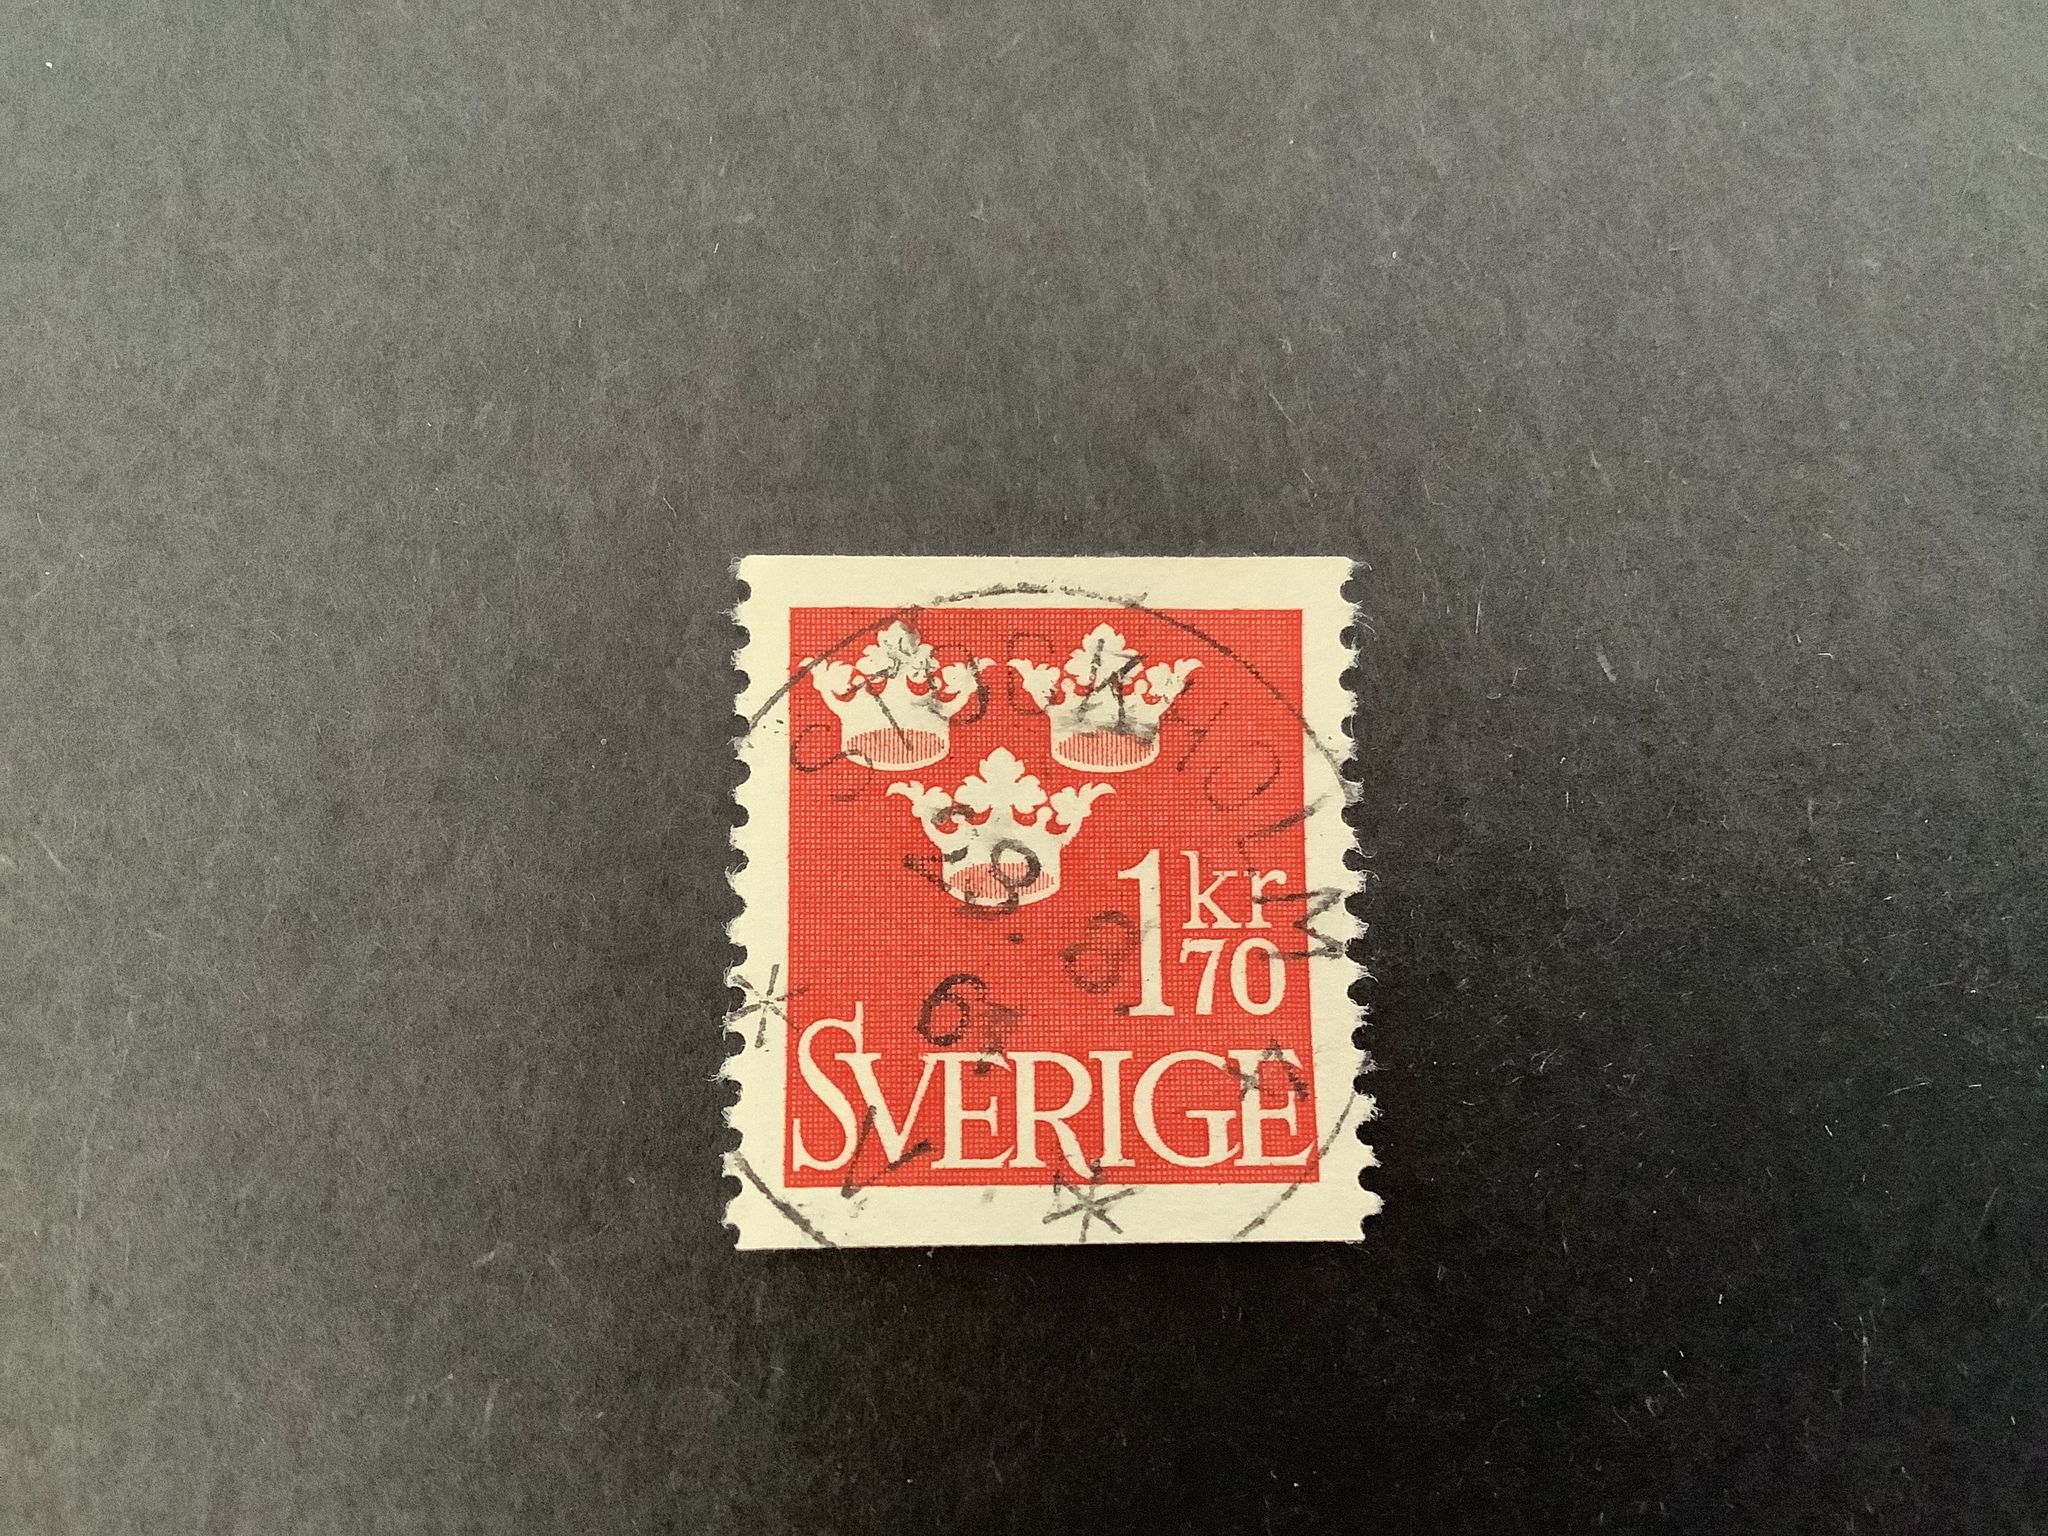 1 kr
70
SVERIGE
STOCKHOLM